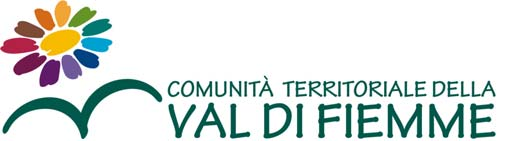 COMUNITÀ TERRITORIALE DELLA
VAL DI FIEMME